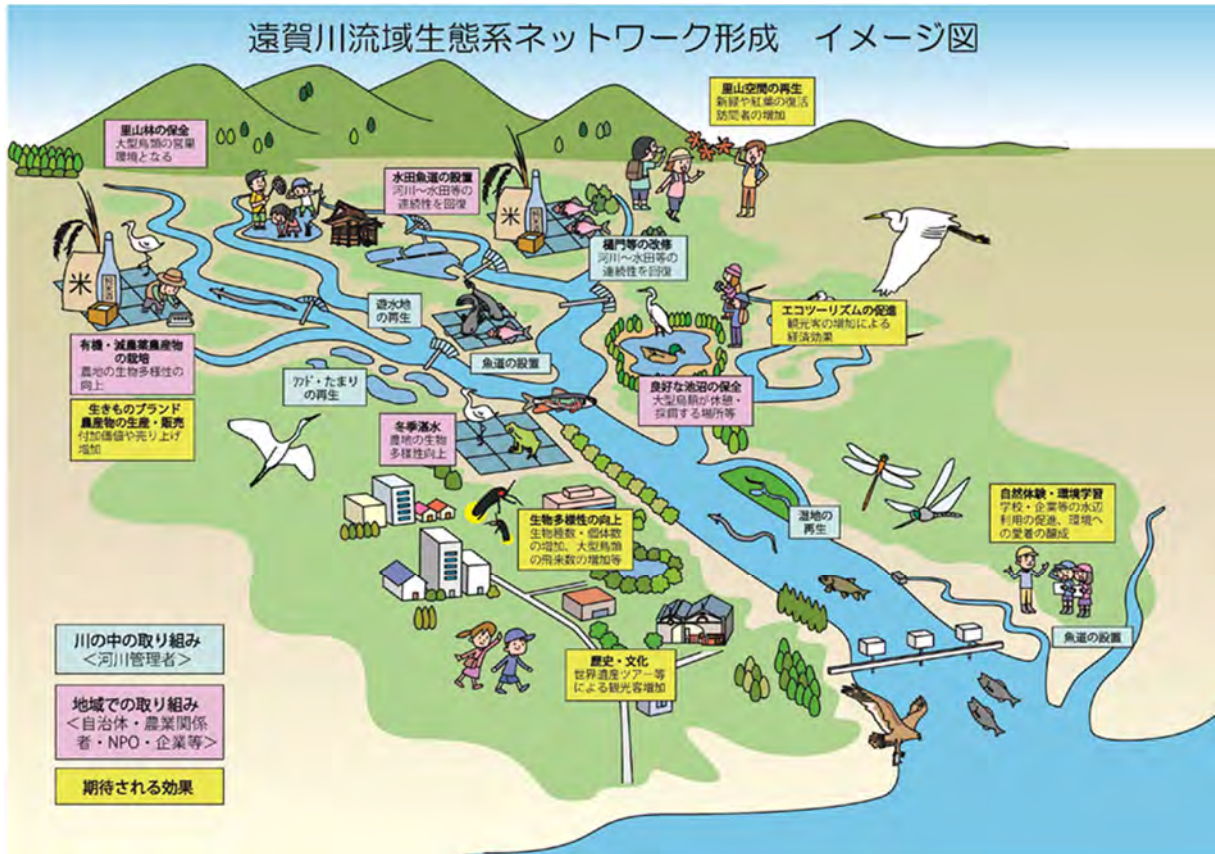 遠賀川流域生態系ネットワーク形成　イメージ図
里山空間の再生
新緑や紅葉の復活
訪問者の増加
里山林の保全
大型鳥類の営巣
環境となる
水田魚道の設置
河川～水田等の
連続性を回復
米
米
樋門等の改修
河川～水田等の
連続性を回復
遊水地
の再生
エコツーリズムの促進
観光客の増加による
経済効果
有機・減農薬農産物
の栽培
農地の生物多様性の
向上
魚道の設置
ワンド・たまり
の再生
良好な池沼の保全
大型鳥類が休憩・
採餌する場所等
生きものブランド
農産物の生産・販売
付加価値や売り上げ
増加
冬季湛水
農地の生物
多様性向上
自然体験・環境学習
学校・企業等の水辺
利用の促進、環境へ
の愛着の醸成
湿地の
再生
生物多様性の向上
生物種数・個体数
の増加、大型鳥類
の飛来数の増加等
魚道の設置
歴史・文化
世界遺産ツアー等
による観光客増加
川の中の取り組み
＜河川管理者＞
地域での取り組み
＜自治体・農業関係
者・NPO・企業等＞
期待される効果